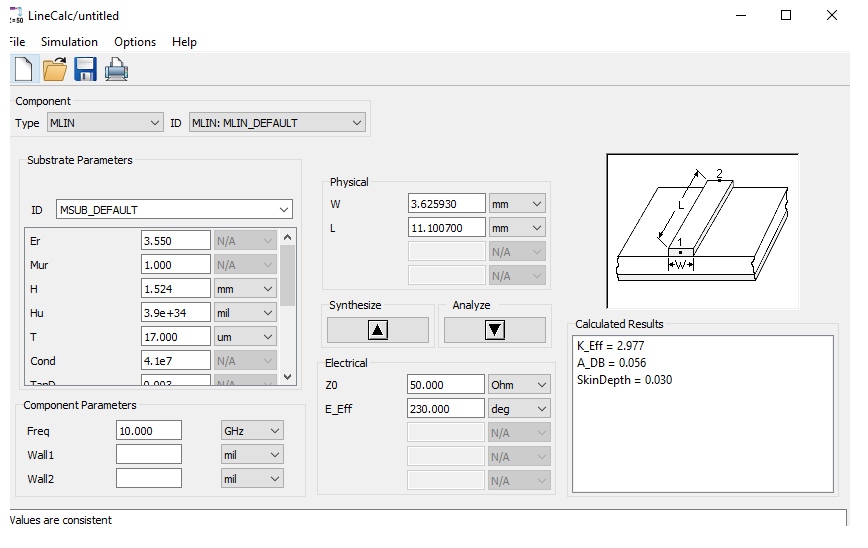 LineCalc/untitled
File Simulation Options Help
Component
Type MLIN ID MLIN: MLIN_DEFAULT
Substrate Parameters
ID MSUB_DEFAULT
Er 3.550 N/A
Mur 1.000 N/A
H 1.524 mm
Hu 3.9e+34 mil
T 17.000 um
Cond 4.1e7 N/A
TanD 0.003 N/A
Component Parameters
Freq 10.000 GHz
Wall1 mil
Wall2 mil
Physical
W 3.625930 mm
L 11.100700 mm
N/A
N/A
Synthesize Analyze
Electrical
Z0 50.000 Ohm
E_Eff 230.000 deg
N/A
N/A
N/A
2
L
1
W
Calculated Results
K_Eff = 2.977
A_DB = 0.056
SkinDepth = 0.030
Values are consistent